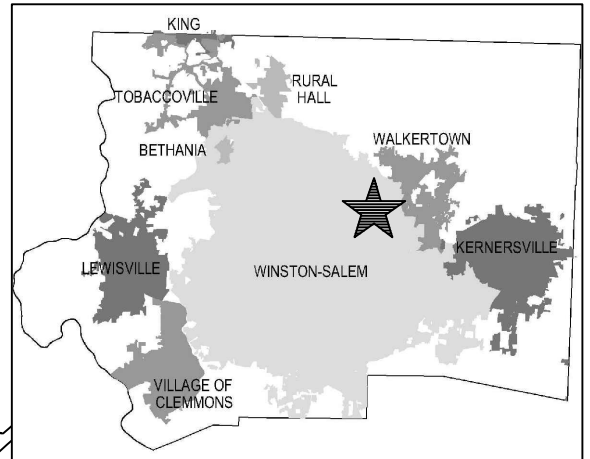 KING
TOBACCOVILLE
RURAL
HALL
BETHANIA
WALKERTOWN
LEWISVILLE
WINSTON-SALEM
KERNERSVILLE
VILLAGE OF
CLEMMONS